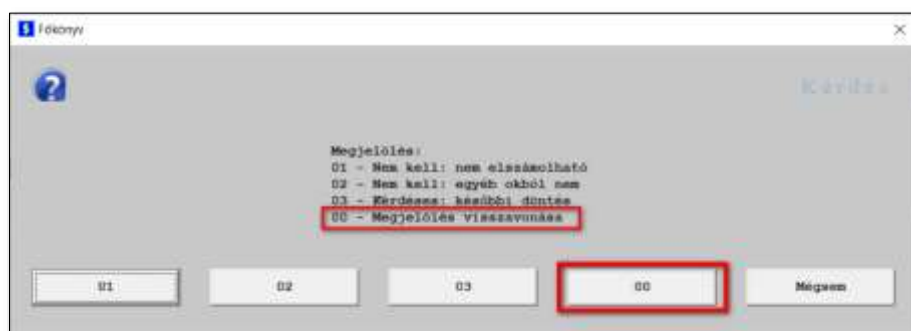 Főkönyv
Kérdés
Megjelölés:
01 - Nem kell: nem elszámolható
02 - Nem kell: egyéb okból nem
03 - Kérdéses: későbbi döntés
00 - Megjelölés visszavonása
01
02
03
00
Mégsem